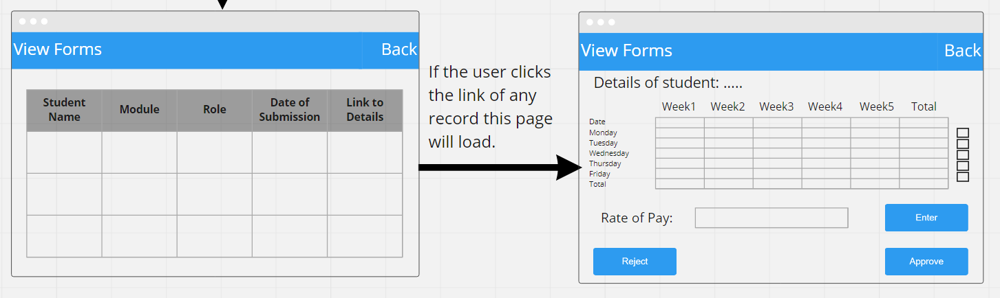 View Forms
Back
Student Name
Module
Role
Date of Submission
Link to Details
If the user clicks
the link of any
record this page
will load.
View Forms
Back
Details of student: .....
Week1 Week2 Week3 Week4 Week5 Total
Date
Monday
Tuesday
Wednesday
Thursday
Friday
Total
Rate of Pay:
Enter
Reject
Approve